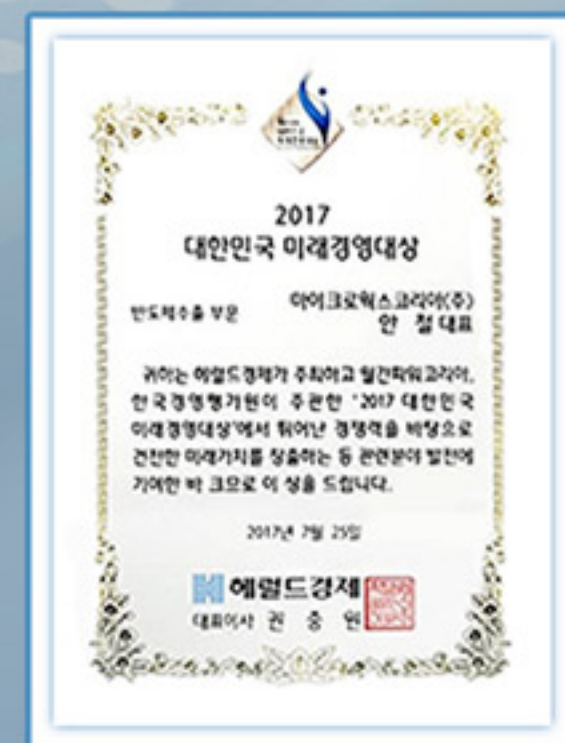 2017
대한민국 미래경영대상
반도체수출 부문
마이크로웍스코리아(주)
안 철 대표
귀하는 헤럴드경제가 주최하고 월간파워코리아,
한국경영평가원이 주관한 '2017 대한민국
미래경영대상'에서 뛰어난 경쟁력을 바탕으로
건전한 미래가치를 창출하는 등 관련분야 발전에
기여한 바 크므로 이 상을 드립니다.
2017년 7월 25일
헤럴드경제
대표이사 권 충 원